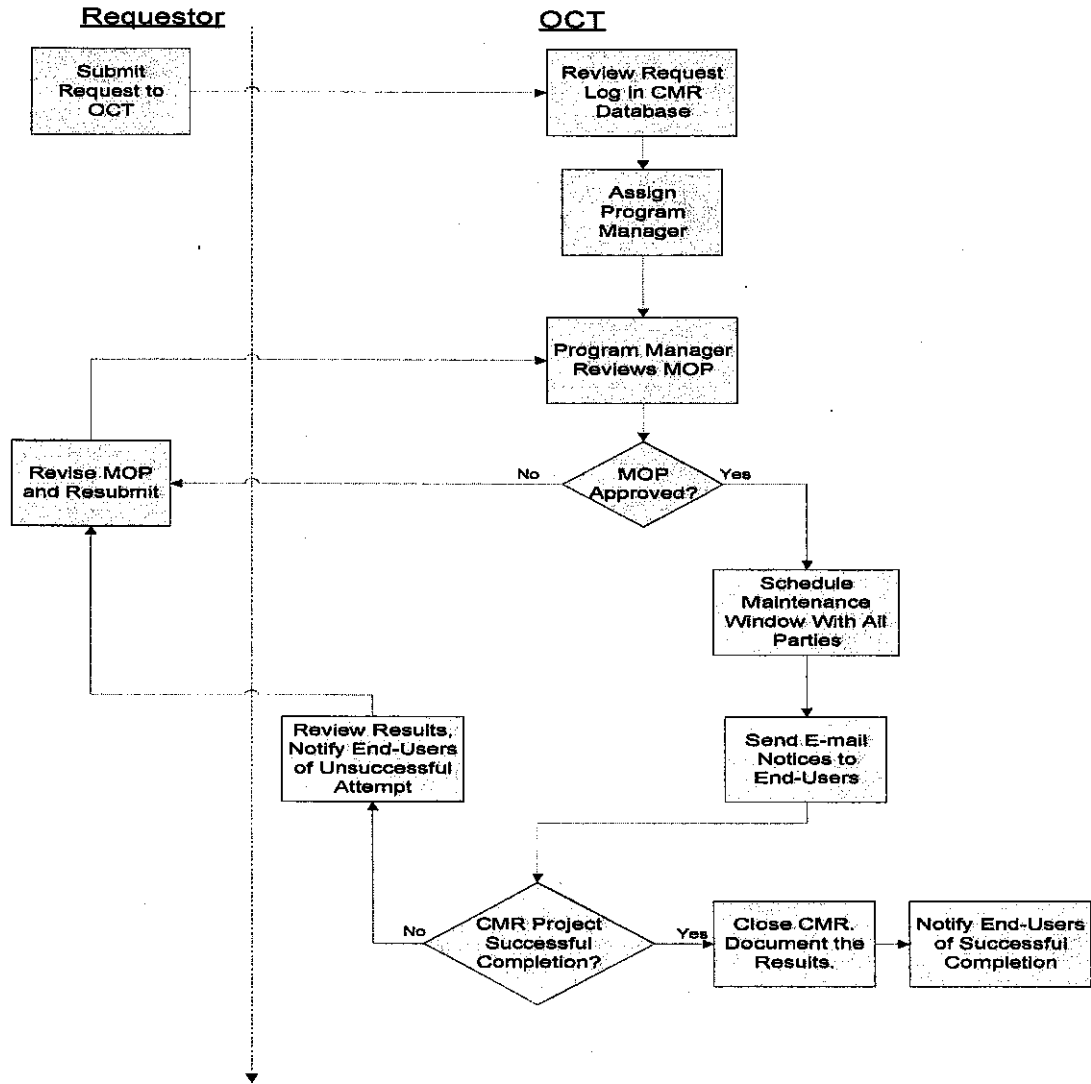 Requestor
OCT
Submit
Request to
OCT
Review Request
Log in CMR
Database
Assign
Program
Manager
Program Manager
Reviews MOP
Revise MOP
and Resubmit
No
MOP
Approved?
Yes
Schedule
Maintenance
Window With All
Parties
Review Results,
Notify End-Users
of Unsuccessful
Attempt
Send E-mail
Notices to
End-Users
No
CMR Project
Successful
Completion?
Yes
Close CMR.
Document the
Results.
Notify End-Users
of Successful
Completion